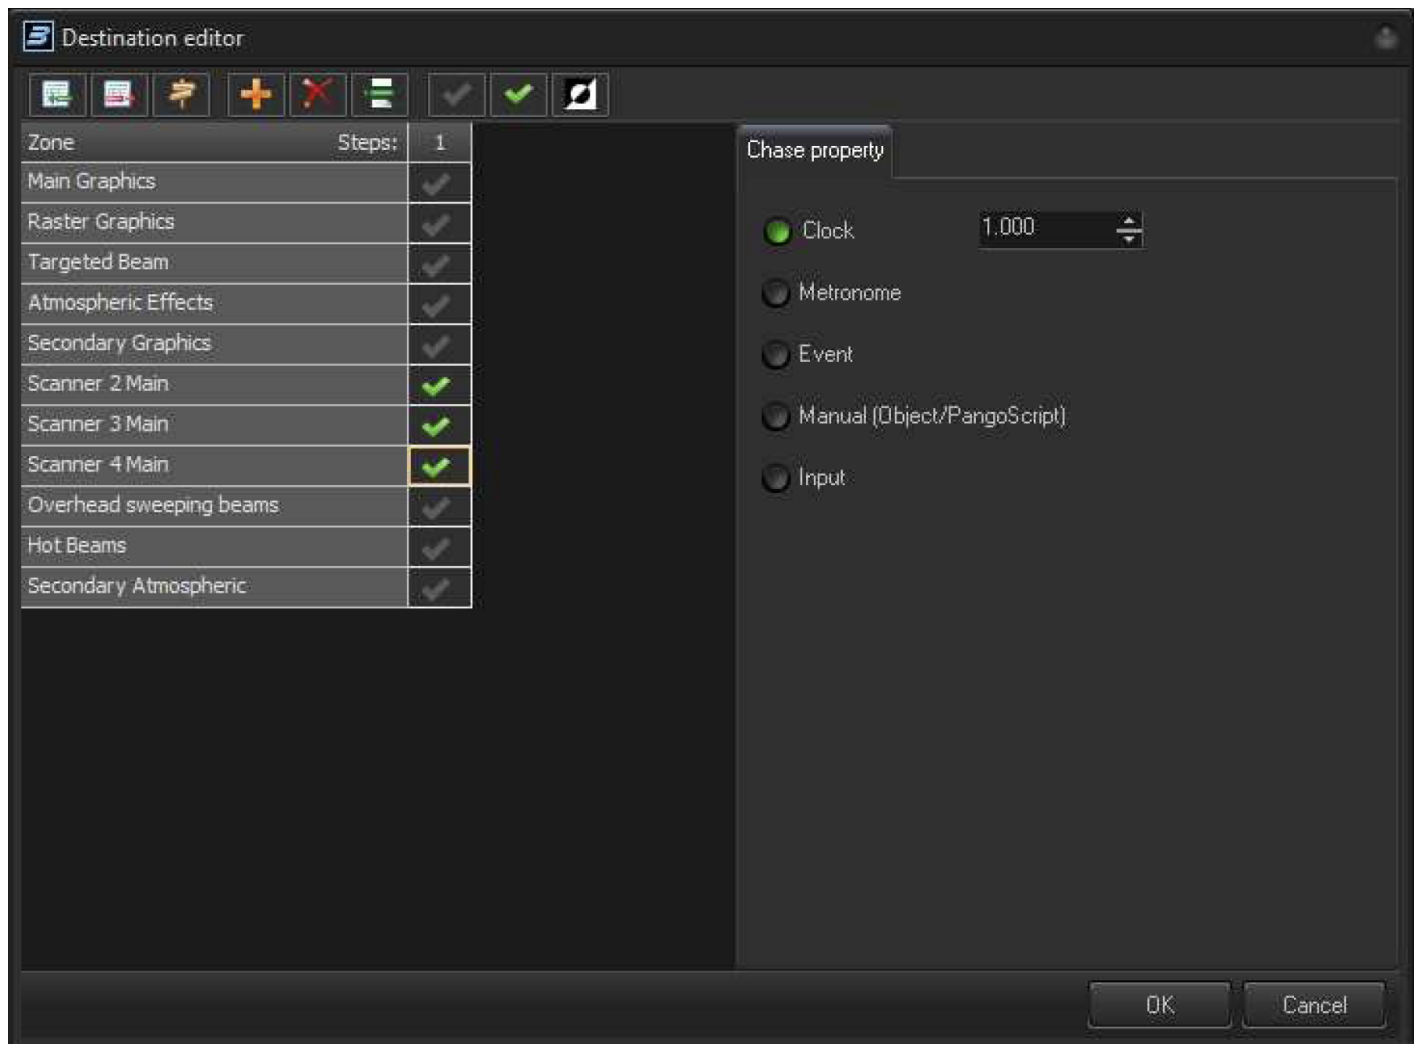 Destination editor
Zone Steps: 1
Main Graphics
Raster Graphics
Targeted Beam
Atmospheric Effects
Secondary Graphics
Scanner 2 Main
Scanner 3 Main
Scanner 4 Main
Overhead sweeping beams
Hot Beams
Secondary Atmospheric
Chase property
Clock 1.000
Metronome
Event
Manual (Object/PangoScript)
Input
OK Cancel